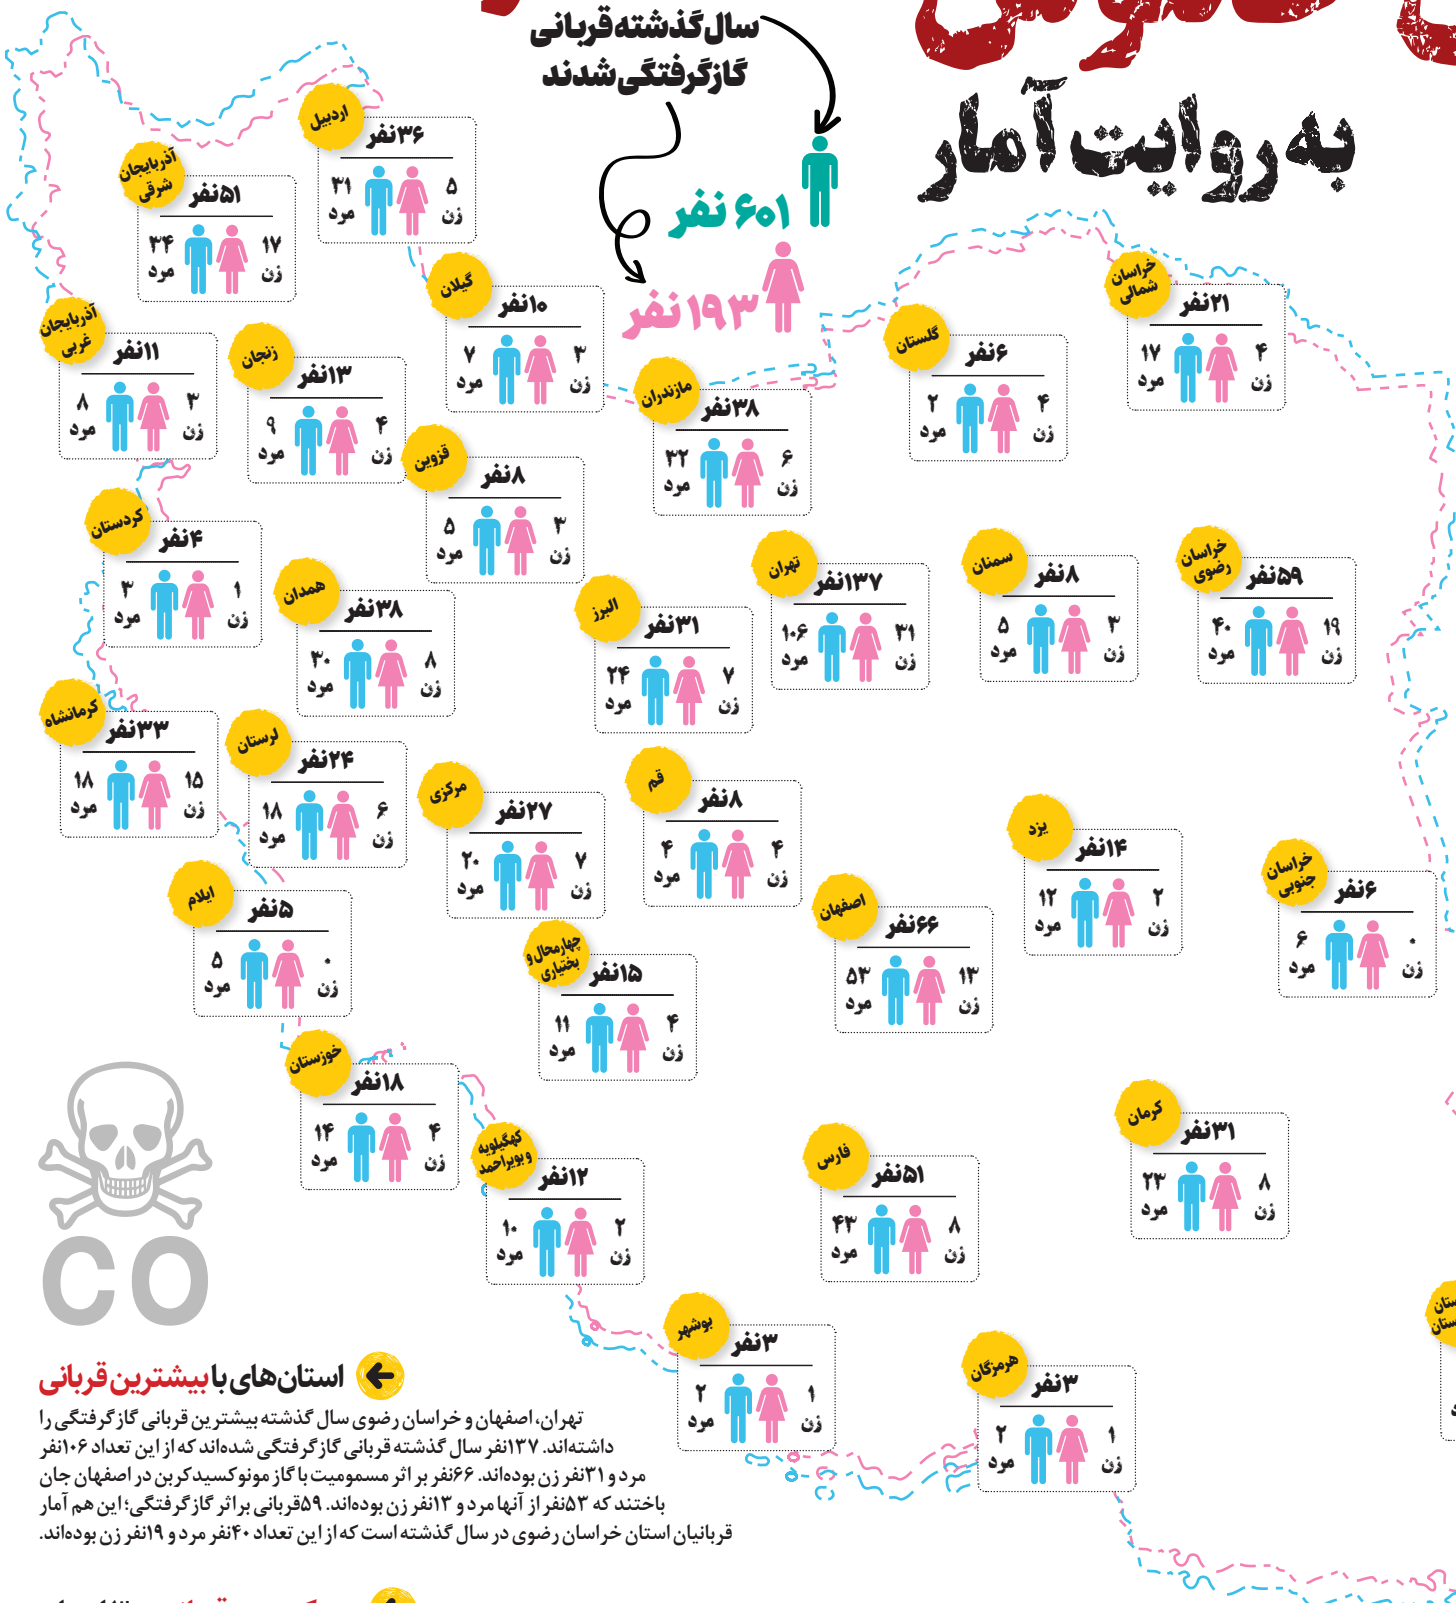 به روایت آمار
سال گذشته قربانی
گاز گرفتگی شدند
۶۰۱ نفر
۱۹۳ نفر
اردبیل
۳۶نفر
۵ ۳۱
زن مرد
آذربایجان
شرقی
۵۱نفر
۱۷ ۳۴
زن مرد
گیلان
۱۰نفر
۳ ۷
زن مرد
خراسان
شمالی
۲۱نفر
۴ ۱۷
زن مرد
آذربایجان
غربی
۱۱نفر
۳ ۸
زن مرد
زنجان
۱۳نفر
۴ ۹
زن مرد
گلستان
۶نفر
۴ ۲
زن مرد
مازندران
۳۸نفر
۶ ۳۲
زن مرد
قزوین
۸نفر
۳ ۵
زن مرد
کردستان
۴نفر
۱ ۳
زن مرد
خراسان
رضوی
۵۹نفر
۱۹ ۴۰
زن مرد
سمنان
۸نفر
۳ ۵
زن مرد
تهران
۱۳۷نفر
۳۱ ۱۰۶
زن مرد
البرز
۳۱نفر
۷ ۲۴
زن مرد
همدان
۳۸نفر
۸ ۳۰
زن مرد
کرمانشاه
۳۳نفر
۱۵ ۱۸
زن مرد
لرستان
۲۴نفر
۶ ۱۸
زن مرد
مرکزی
۲۷نفر
۷ ۲۰
زن مرد
قم
۸نفر
۴ ۴
زن مرد
یزد
۱۴نفر
۲ ۱۲
زن مرد
خراسان
جنوبی
۶نفر
۰ ۶
زن مرد
اصفهان
۶۶نفر
۱۳ ۵۳
زن مرد
ایلام
۵نفر
۰ ۵
زن مرد
چهارمحال و
بختیاری
۱۵نفر
۴ ۱۱
زن مرد
خوزستان
۱۸نفر
۴ ۱۴
زن مرد
کهگیلویه
و بویراحمد
۱۲نفر
۲ ۱۰
زن مرد
فارس
۵۱نفر
۸ ۴۳
زن مرد
کرمان
۳۱نفر
۸ ۲۳
زن مرد
بوشهر
۳نفر
۱ ۲
زن مرد
هرمزگان
۳نفر
۱ ۲
زن مرد
CO
استان‌های با بیشترین قربانی
تهران، اصفهان و خراسان رضوی سال گذشته بیشترین قربانی گازگرفتگی را
داشته‌اند. ۱۳۷نفر سال گذشته قربانی گازگرفتگی شده‌اند که از این تعداد ۱۰۶نفر
مرد و ۳۱نفر زن بوده‌اند. ۶۶نفر بر اثر مسمومیت با گاز مونوکسیدکربن در اصفهان جان
باختند که ۵۳نفر از آنها مرد و ۱۳نفر زن بوده‌اند. ۵۹قربانی براثر گازگرفتگی؛ این هم آمار
قربانیان استان خراسان رضوی در سال گذشته است که از این تعداد ۴۰نفر مرد و ۱۹نفر زن بوده‌اند.